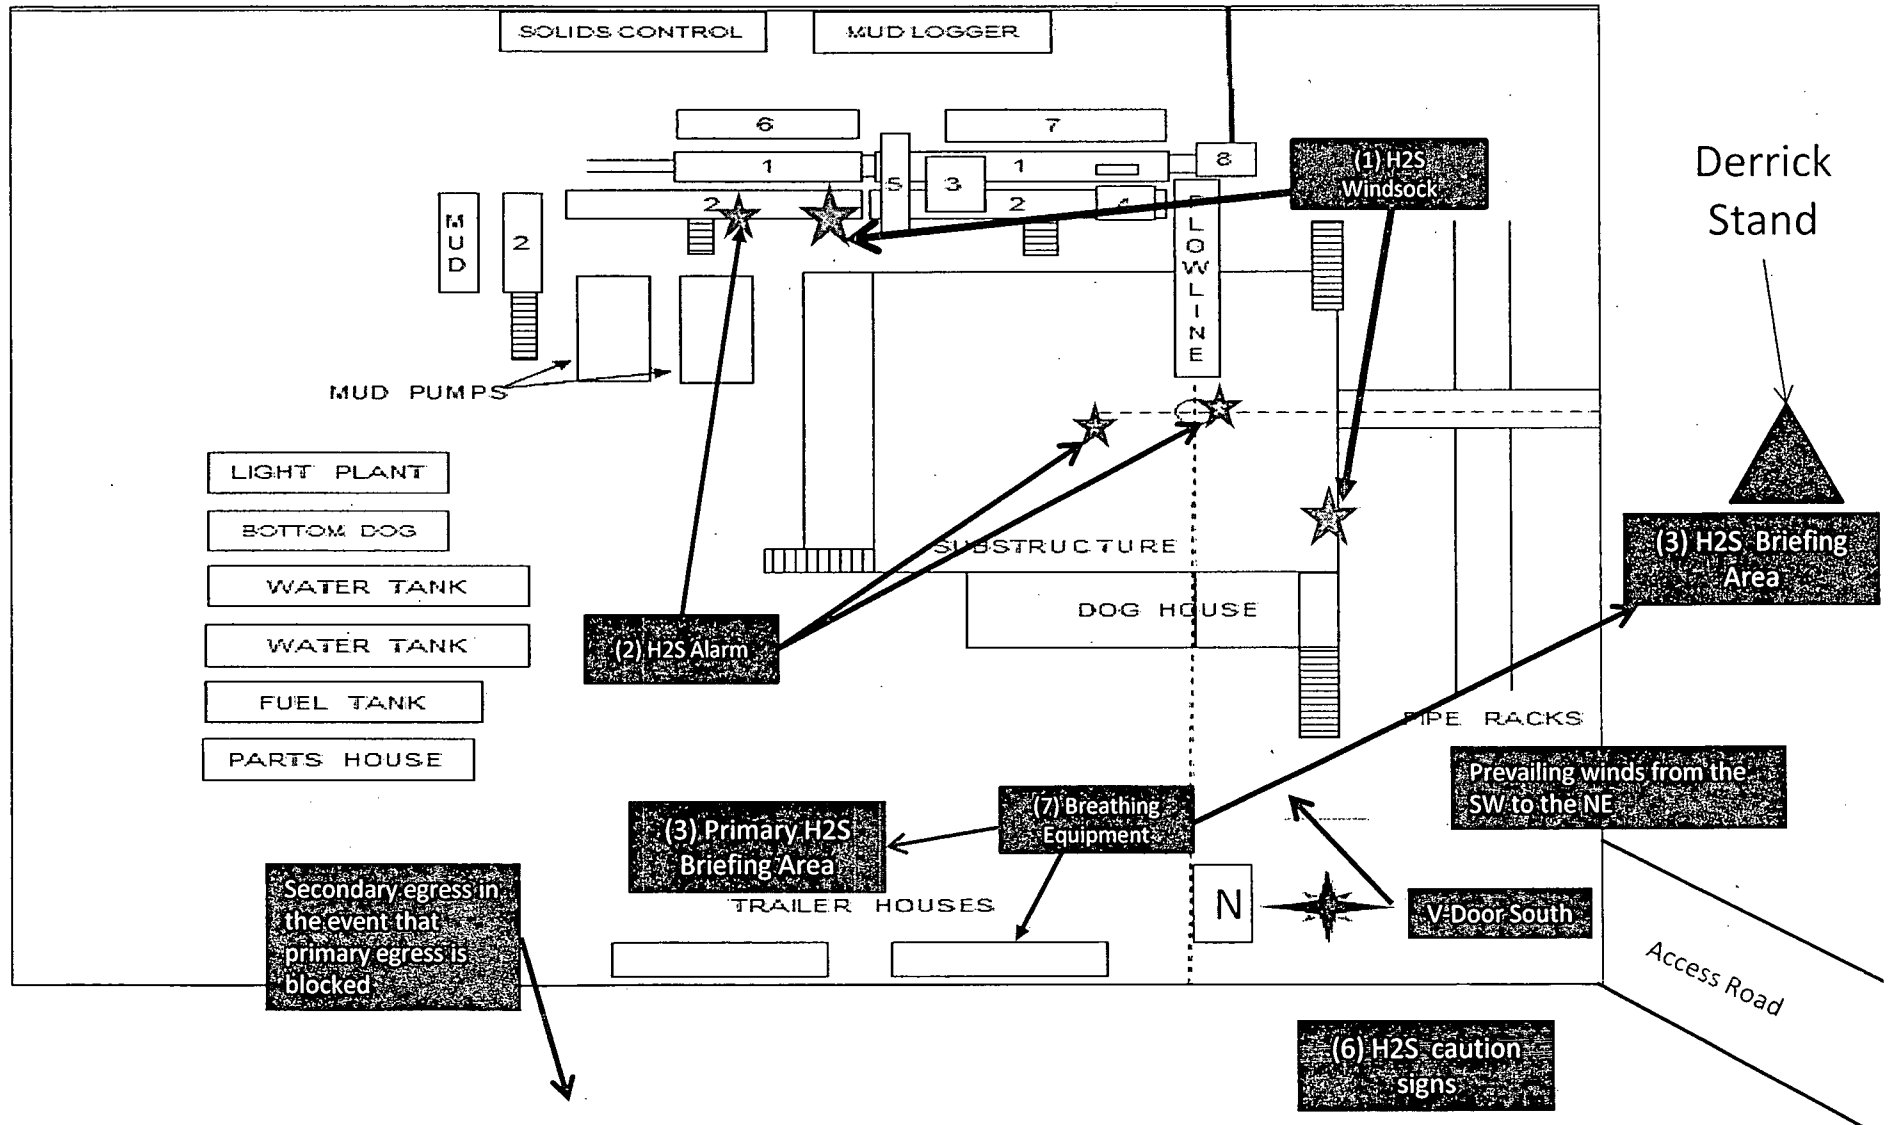 SOLIDS CONTROL
MUD LOGGER
6
7
1
1
8
5
3
2
2
4
MUD
2
FLOWLINE
(1) H2S
Windsock
Derrick
Stand
MUD PUMPS
LIGHT PLANT
BOTTOM DOG
WATER TANK
WATER TANK
FUEL TANK
PARTS HOUSE
SUBSTRUCTURE
DOG HOUSE
(2) H2S Alarm
(3) H2S Briefing
Area
PIPE RACKS
Prevailing winds from the
SW to the NE
(7) Breathing
Equipment
(3) Primary H2S
Briefing Area
TRAILER HOUSES
Secondary egress in
the event that
primary egress is
blocked
N
V-Door South
Access Road
(6) H2S caution
signs